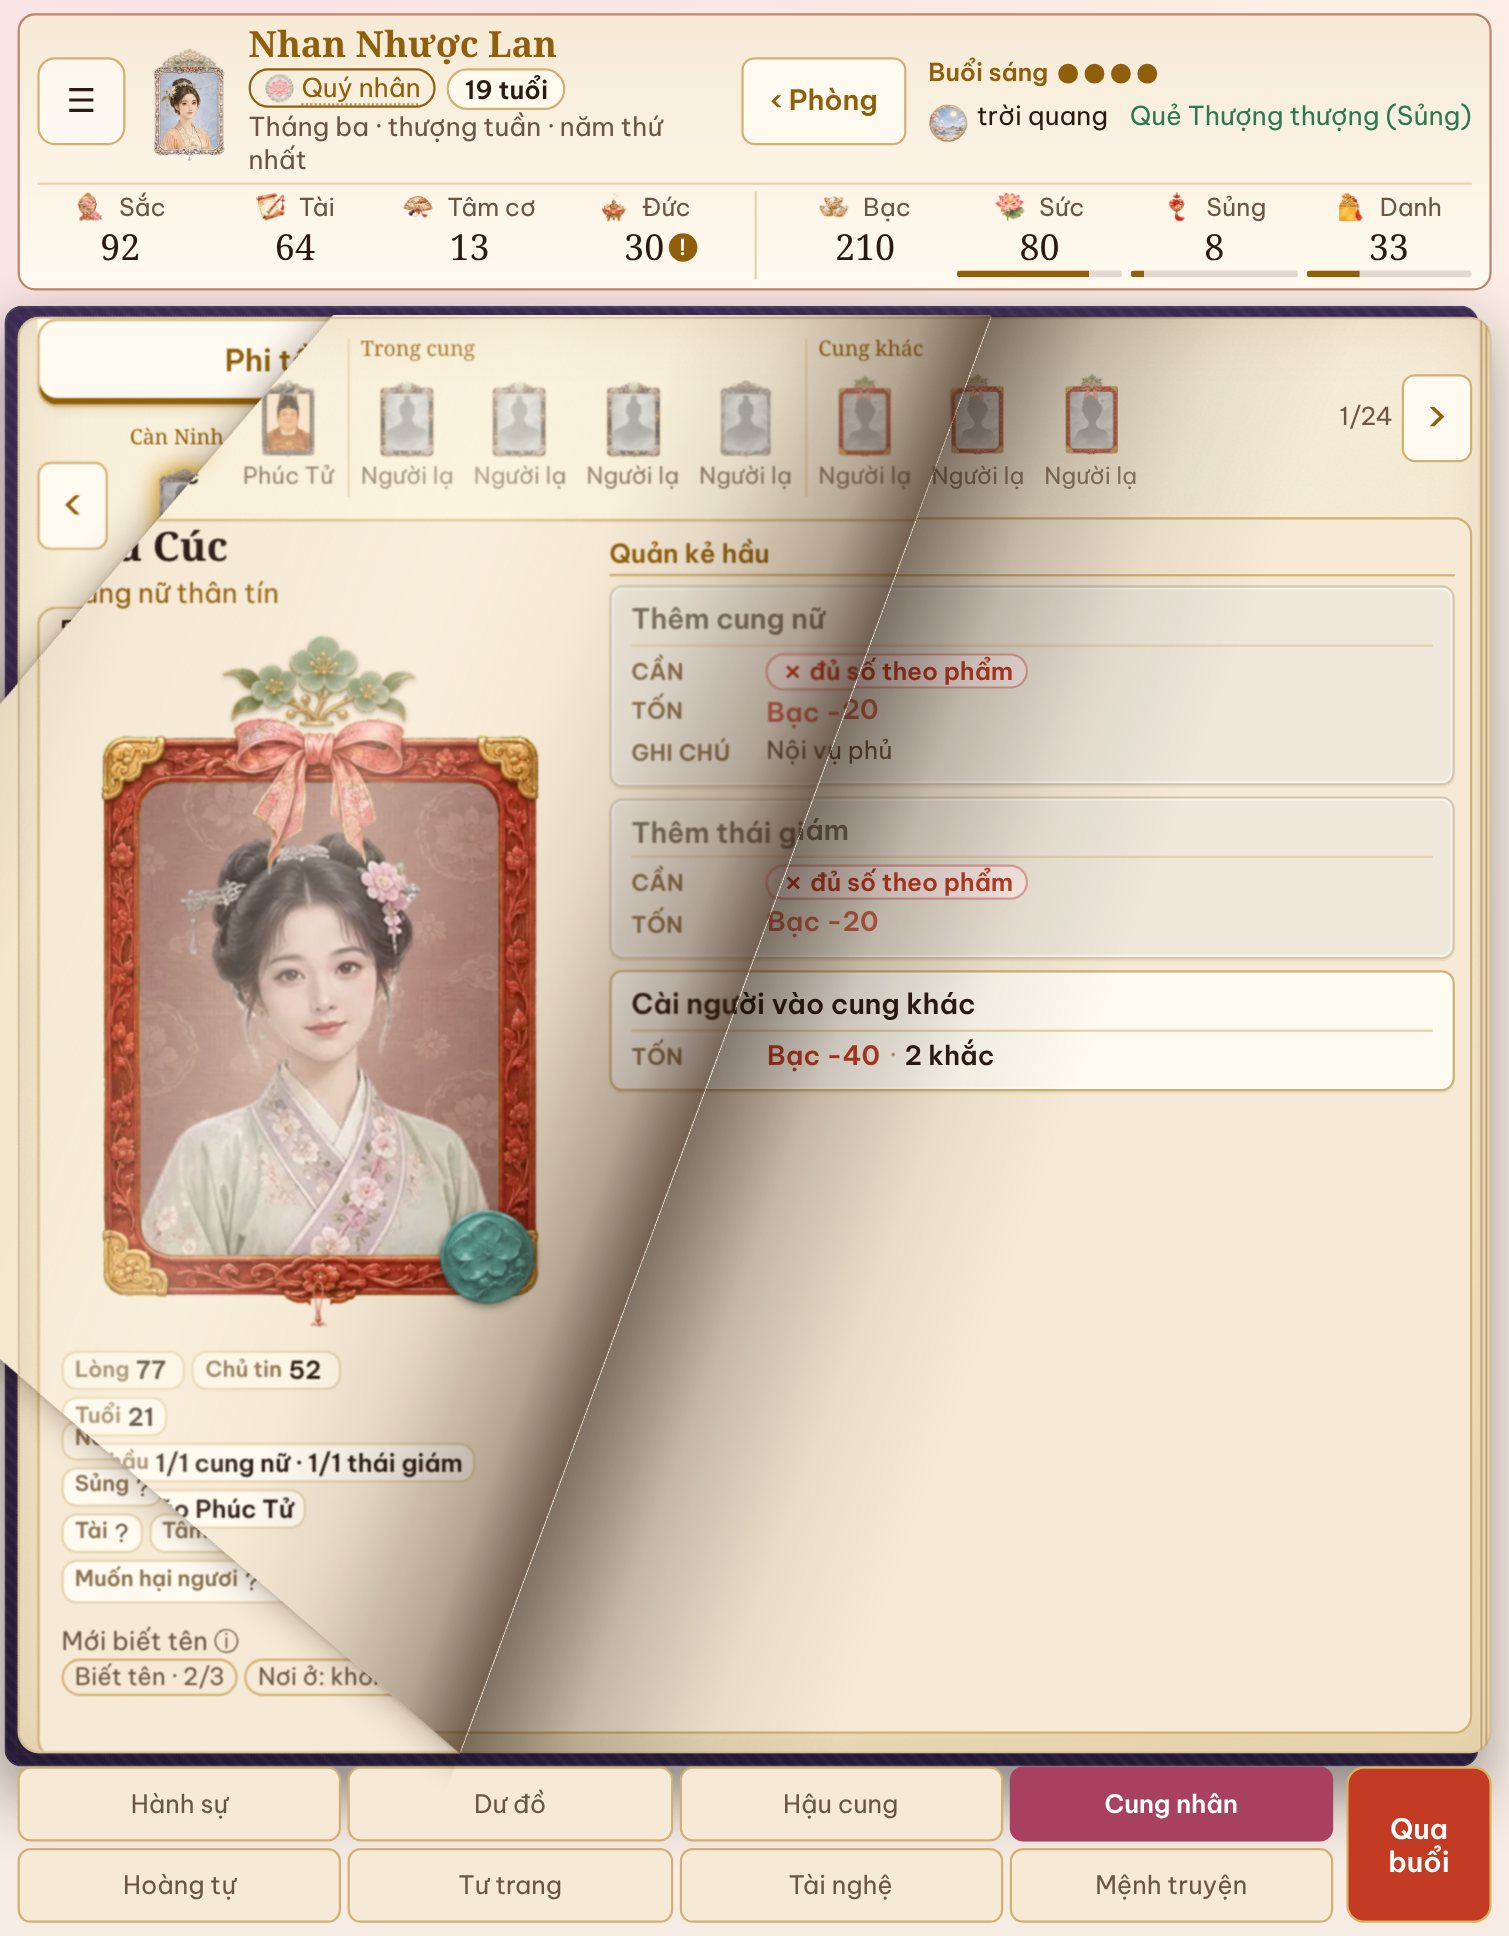 Nhan Nhược Lan
Quý nhân
19 tuổi
Tháng ba · thượng tuần · năm thứ
nhất
‹ Phòng
Buổi sáng
trời quang
Quẻ Thượng thượng (Sủng)
Sắc
92
Tài
64
Tâm cơ
13
Đức
30
Bạc
210
Sức
80
Sủng
8
Danh
33
Phi
Càn Ninh
Phúc Tử
Trong cung
Người lạ
Người lạ
Người lạ
Người lạ
Cung khác
Người lạ
Người lạ
Người lạ
1/24
Cúc
nữ thân tín
Quản kẻ hầu
Thêm cung nữ
CẦN × đủ số theo phẩm
TỐN Bạc -20
GHI CHÚ Nội vụ phủ
Thêm thái giám
CẦN × đủ số theo phẩm
TỐN Bạc -20
Cài người vào cung khác
TỐN Bạc -40 · 2 khắc
Lòng 77
Chủ tin 52
Tuổi 21
1/1 cung nữ · 1/1 thái giám
Sủng ?
Phúc Tử
Tài ?
Muốn hại ngươi ?
Mới biết tên ⓘ
Biết tên · 2/3
Nơi ở:
Hành sự
Dư đồ
Hậu cung
Cung nhân
Qua
buổi
Hoàng tự
Tư trang
Tài nghệ
Mệnh truyện